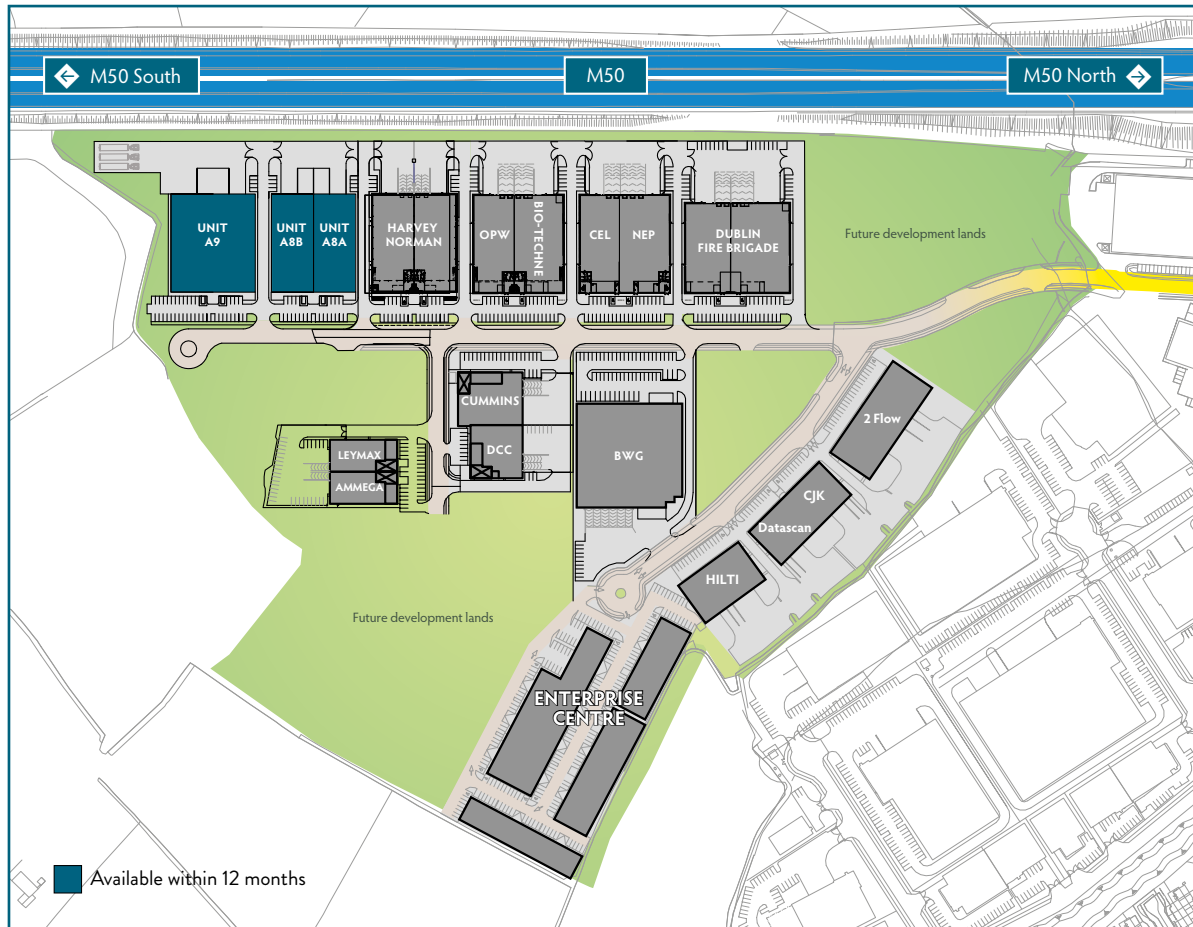 M50 South
M50
M50 North
UNIT
A9
UNIT
A8B
UNIT
A8A
HARVEY
NORMAN
OPW
BIO-TECHNE
CEL
NEP
DUBLIN
FIRE BRIGADE
Future development lands
CUMMINS
DCC
LEYMAX
AMMEGA
BWG
2 Flow
CJK
Datascan
HILTI
Future development lands
ENTERPRISE
CENTRE
Available within 12 months